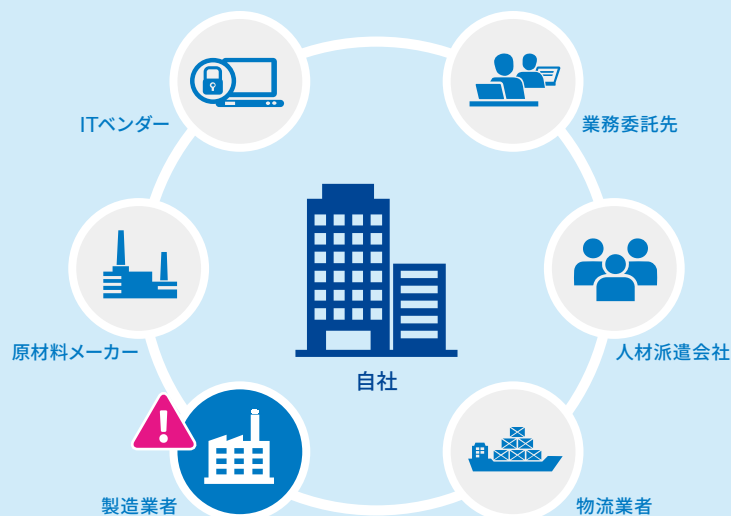 ITベンダー
業務委託先
原材料メーカー
人材派遣会社
自社
製造業者
物流業者